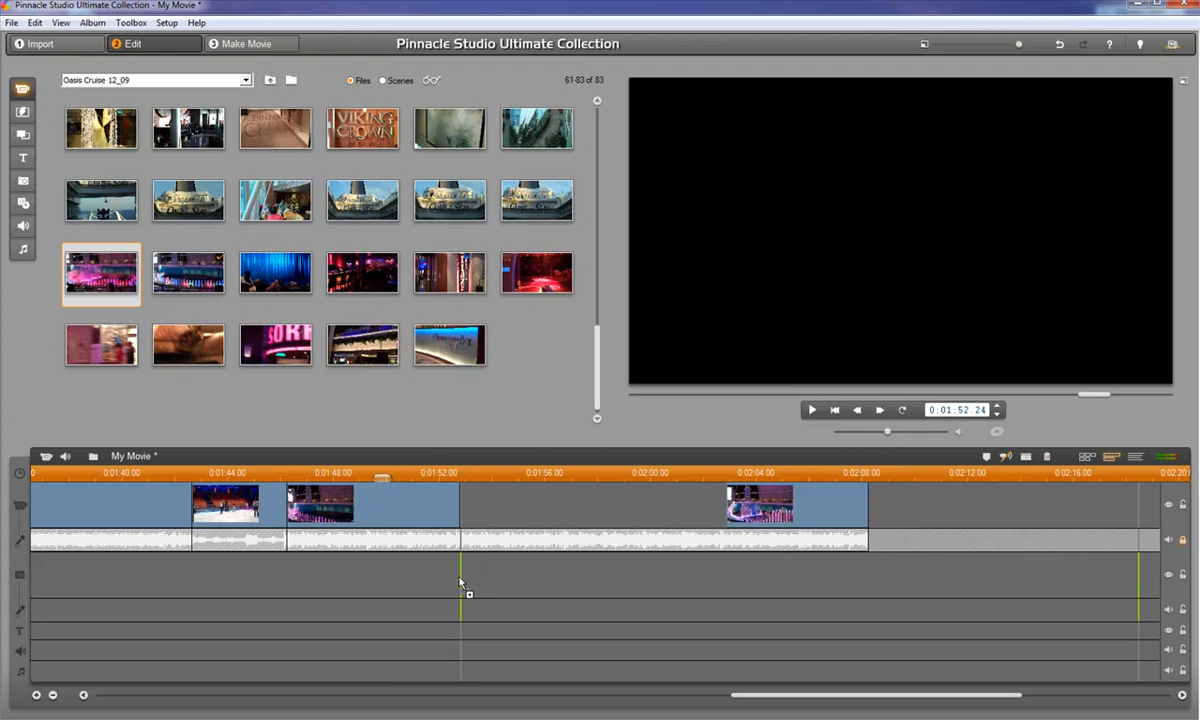 Pinnacle Studio Ultimate Collection - My Movie *
File Edit View Album Toolbox Setup Help
1 Import 2 Edit 3 Make Movie Pinnacle Studio Ultimate Collection
Oasis Cruise 12_09 Files Scenes 61-83 of 83
VIKING
CROWN
SORR
0:01:52.24
My Movie *
0:01:40.00 0:01:44.00 0:01:48.00 0:01:52.00 0:01:56.00 0:02:00.00 0:02:04.00 0:02:08.00 0:02:12.00 0:02:16.00 0:02:20